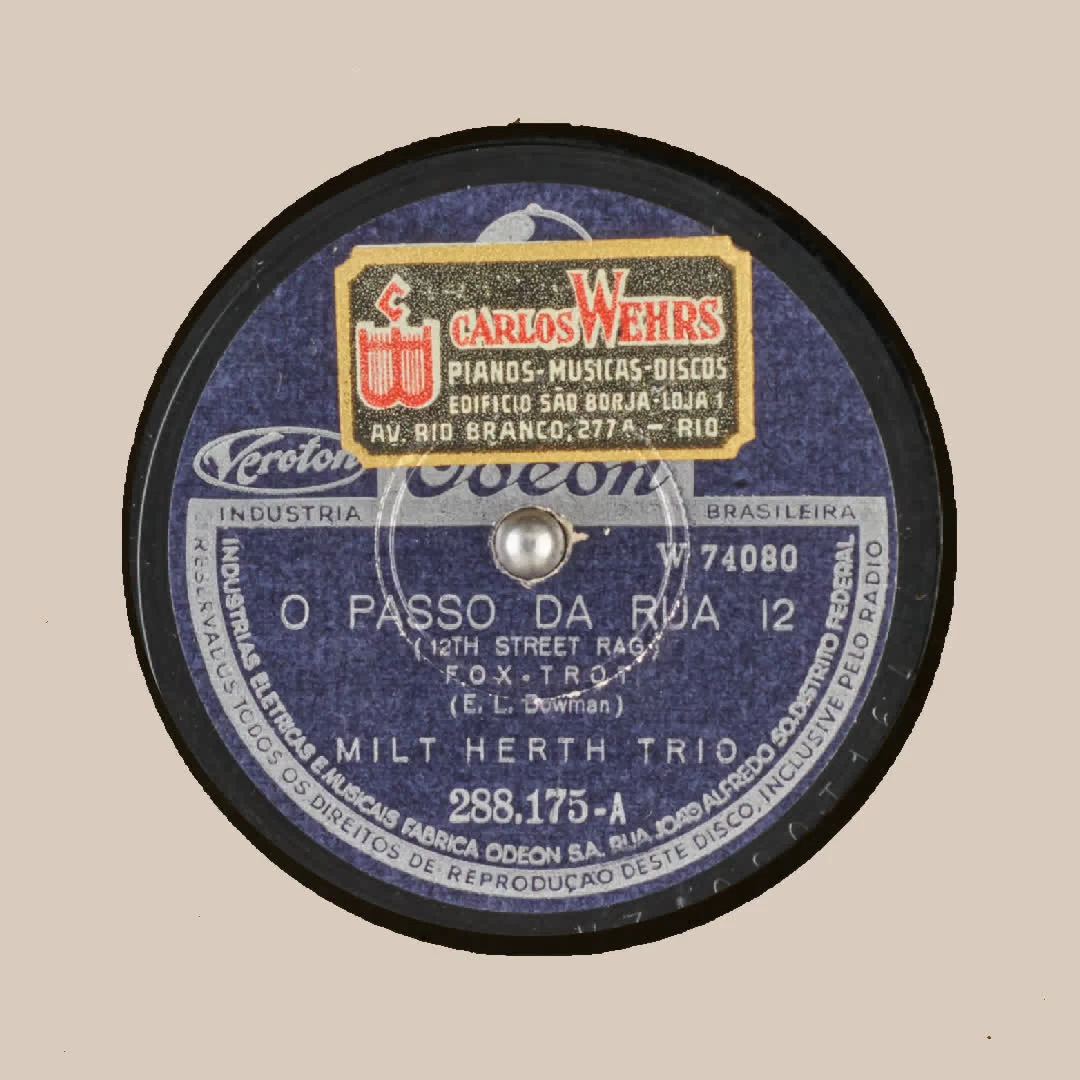 C
W
CARLOS WEHRS
PIANOS-MUSICAS-DISCOS
EDIFICIO SÃO BORJA-LOJA 1
AV. RIO BRANCO, 277A - RIO
Veroton
Odeon
INDUSTRIA BRASILEIRA
W 74080
O PASSO DA RUA 12
(12TH STREET RAG)
FOX-TROT
(E. L. Bowman)
MILT HERTH TRIO
288.175-A
INDUSTRIAS ELETRICAS E MUSICAIS FABRICA ODEON S.A. RUA JOÃO ALFREDO 50. DISTRITO FEDERAL
RESERVADOS TODOS OS DIREITOS DE REPRODUÇÃO DESTE DISCO, INCLUSIVE PELO RADIO